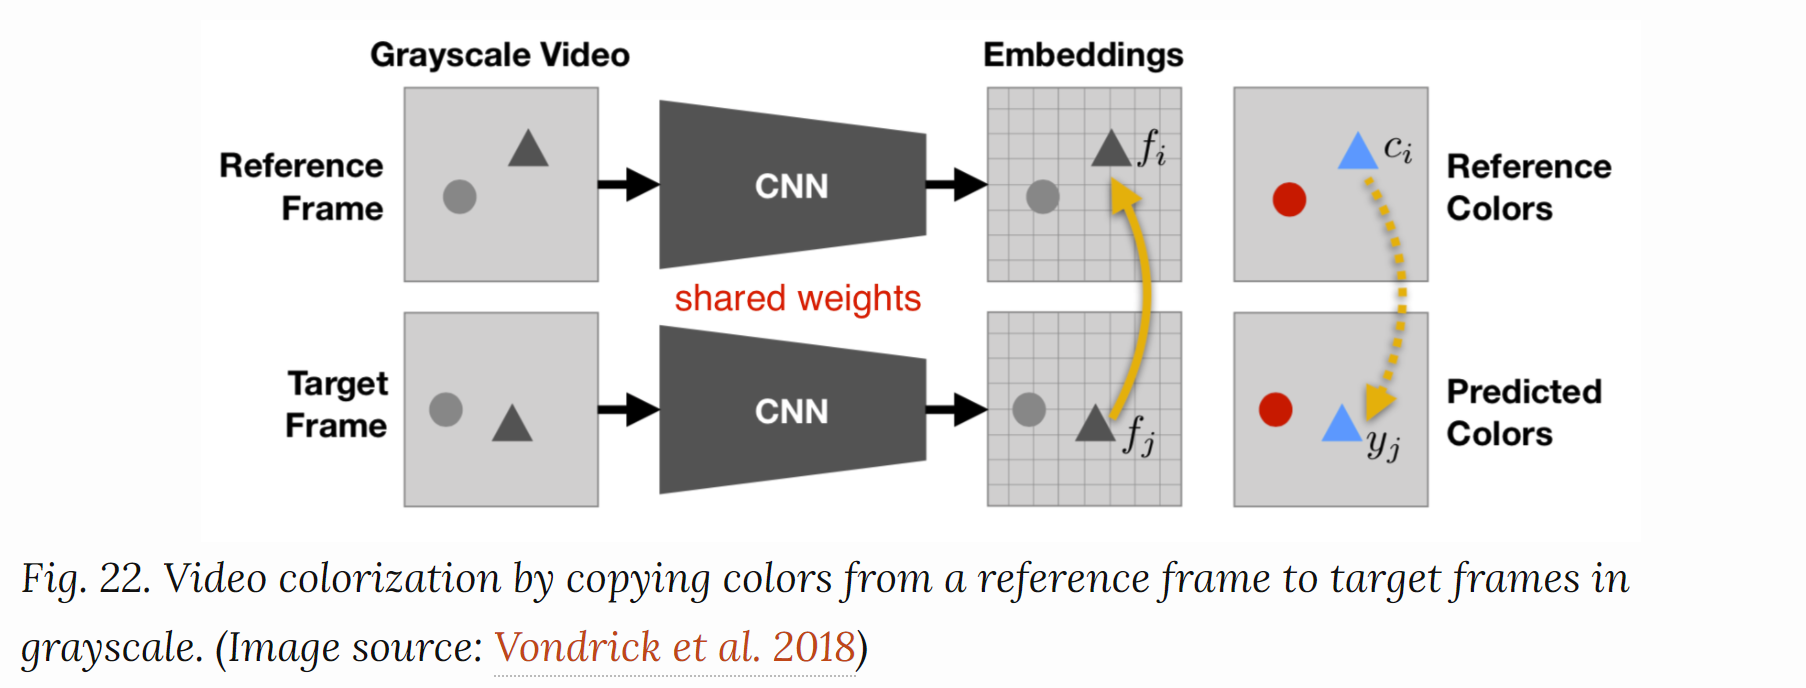 Grayscale Video
Embeddings
Reference
Frame
CNN
f_i
c_i
Reference
Colors
shared weights
Target
Frame
CNN
f_j
y_j
Predicted
Colors
Fig. 22. Video colorization by copying colors from a reference frame to target frames in
grayscale. (Image source: Vondrick et al. 2018)